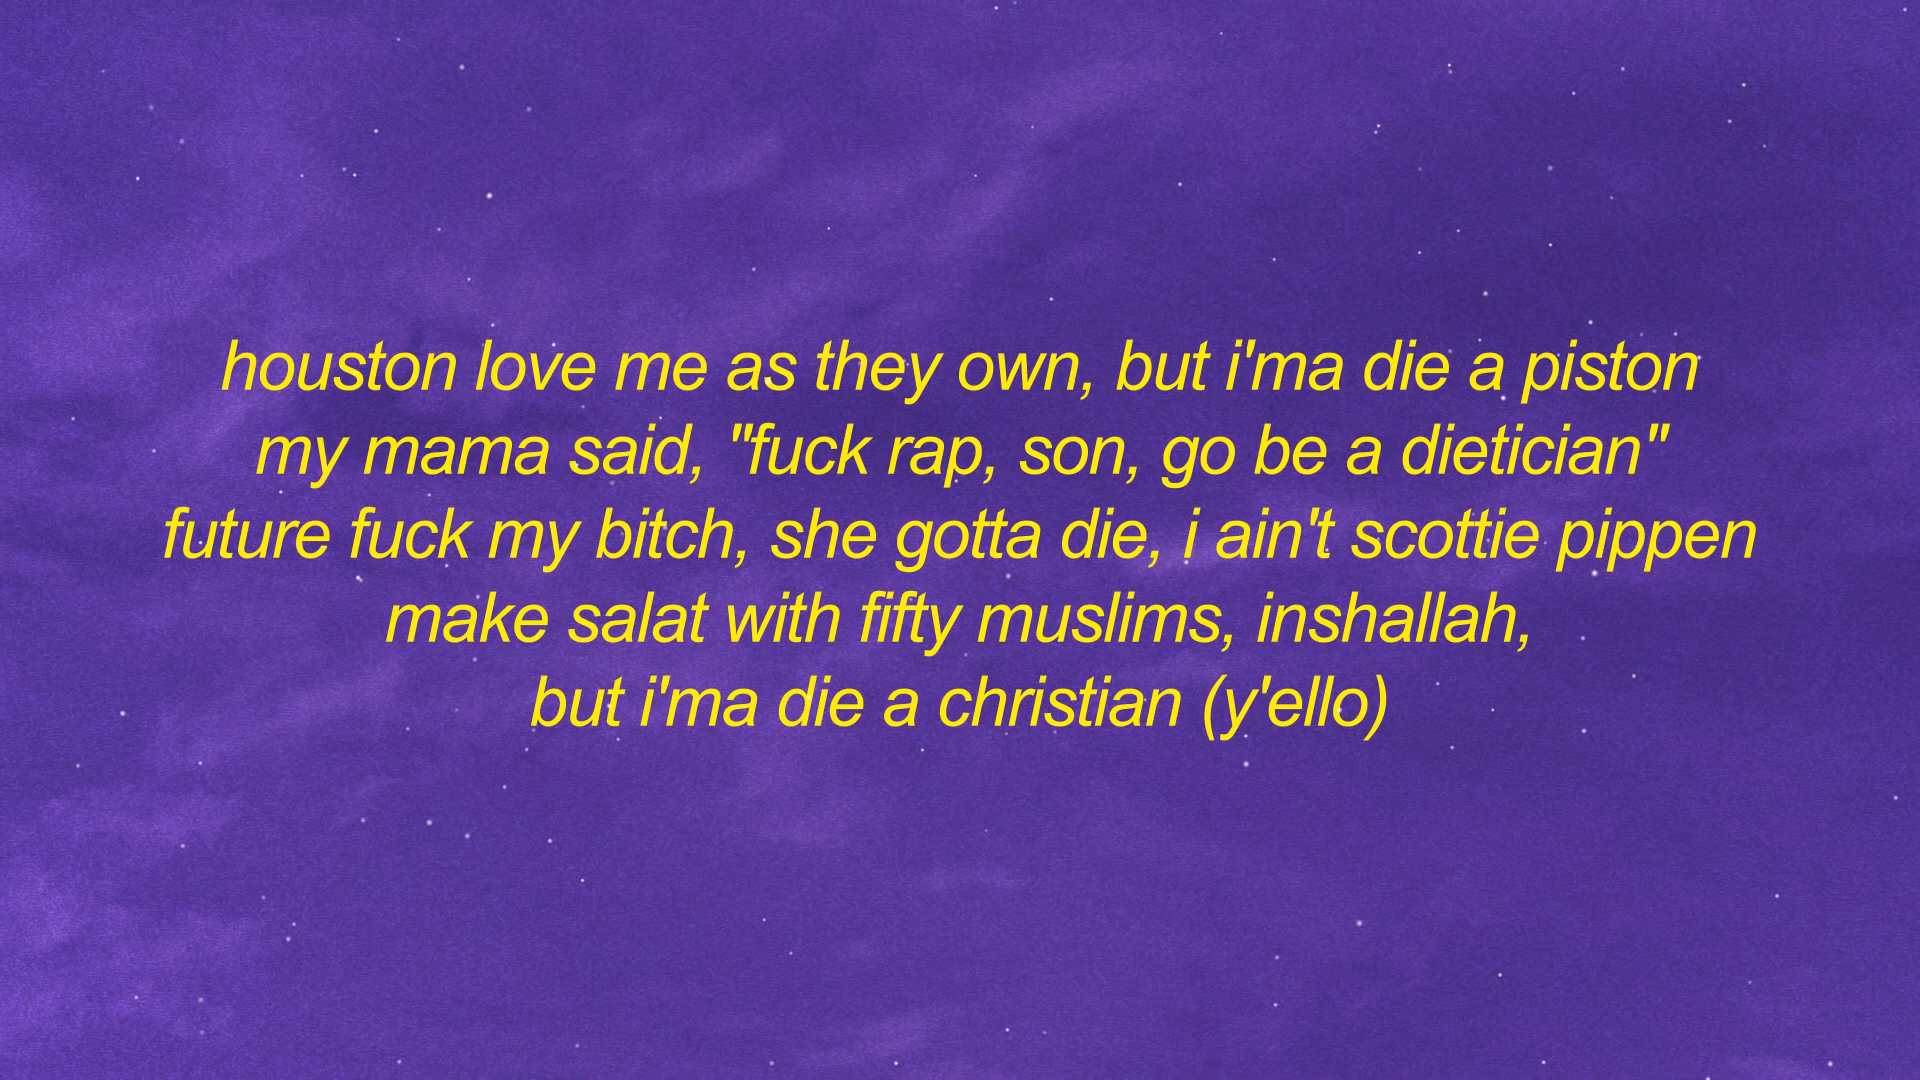 houston love me as they own, but i'ma die a piston
my mama said, "fuck rap, son, go be a dietician"
future fuck my bitch, she gotta die, i ain't scottie pippen
make salat with fifty muslims, inshallah,
but i'ma die a christian (y'ello)